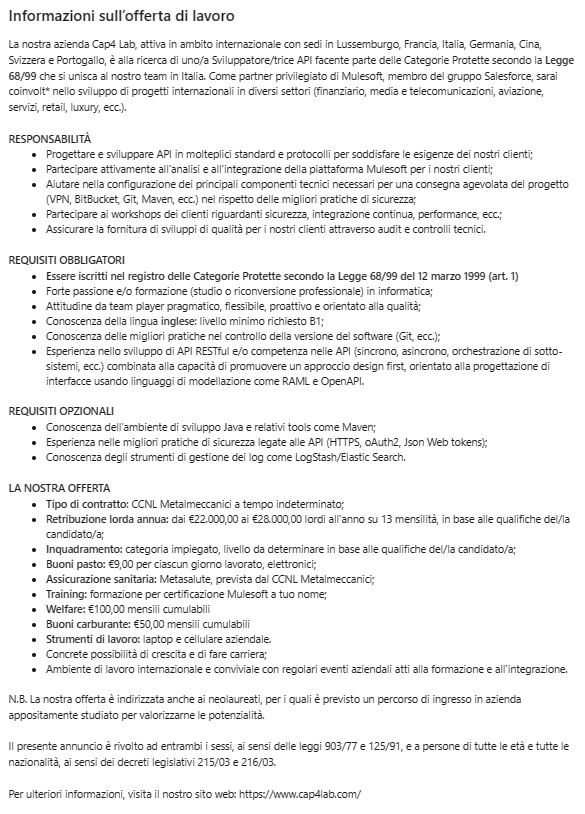 Informazioni sull'offerta di lavoro
La nostra azienda Cap4 Lab, attiva in ambito internazionale con sedi in Lussemburgo, Francia, Italia, Germania, Cina,
Svizzera e Portogallo, è alla ricerca di uno/a Sviluppatore/trice API facente parte delle Categorie Protette secondo la Legge
68/99 che si unisca al nostro team in Italia. Come partner privilegiato di Mulesoft, membro del gruppo Salesforce, sarai
coinvolt* nello sviluppo di progetti internazionali in diversi settori (finanziario, media e telecomunicazioni, aviazione,
servizi, retail, luxury, ecc.).
RESPONSABILITÀ
• Progettare e sviluppare API in molteplici standard e protocolli per soddisfare le esigenze dei nostri clienti;
• Partecipare attivamente all'analisi e all'integrazione della piattaforma Mulesoft per i nostri clienti;
• Aiutare nella configurazione dei principali componenti tecnici necessari per una consegna agevolata del progetto
(VPN, BitBucket, Git, Maven, ecc.) nel rispetto delle migliori pratiche di sicurezza;
• Partecipare ai workshops dei clienti riguardanti sicurezza, integrazione continua, performance, ecc.;
• Assicurare la fornitura di sviluppi di qualità per i nostri clienti attraverso audit e controlli tecnici.
REQUISITI OBBLIGATORI
• Essere iscritti nel registro delle Categorie Protette secondo la Legge 68/99 del 12 marzo 1999 (art. 1)
• Forte passione e/o formazione (studio o riconversione professionale) in informatica;
• Attitudine da team player pragmatico, flessibile, proattivo e orientato alla qualità;
• Conoscenza della lingua inglese: livello minimo richiesto B1;
• Conoscenza delle migliori pratiche nel controllo della versione del software (Git, ecc.);
• Esperienza nello sviluppo di API RESTful e/o competenza nelle API (sincrono, asincrono, orchestrazione di sotto-
sistemi, ecc.) combinata alla capacità di promuovere un approccio design first, orientato alla progettazione di
interfacce usando linguaggi di modellazione come RAML e OpenAPI.
REQUISITI OPZIONALI
• Conoscenza dell'ambiente di sviluppo Java e relativi tools come Maven;
• Esperienza nelle migliori pratiche di sicurezza legate alle API (HTTPS, oAuth2, Json Web tokens);
• Conoscenza degli strumenti di gestione dei log come LogStash/Elastic Search.
LA NOSTRA OFFERTA
• Tipo di contratto: CCNL Metalmeccanici a tempo indeterminato;
• Retribuzione lorda annua: dai €22.000,00 ai €28.000,00 lordi all'anno su 13 mensilità, in base alle qualifiche del/la
candidato/a;
• Inquadramento: categoria impiegato, livello da determinare in base alle qualifiche del/la candidato/a;
• Buoni pasto: €9,00 per ciascun giorno lavorato, elettronici;
• Assicurazione sanitaria: Metasalute, prevista dal CCNL Metalmeccanici;
• Training: formazione per certificazione Mulesoft a tuo nome;
• Welfare: €100,00 mensili cumulabili
• Buoni carburante: €50,00 mensili cumulabili
• Strumenti di lavoro: laptop e cellulare aziendale.
• Concrete possibilità di crescita e di fare carriera;
• Ambiente di lavoro internazionale e conviviale con regolari eventi aziendali atti alla formazione e all'integrazione.
N.B. La nostra offerta è indirizzata anche ai neolaureati, per i quali è previsto un percorso di ingresso in azienda
appositamente studiato per valorizzarne le potenzialità.
Il presente annuncio è rivolto ad entrambi i sessi, ai sensi delle leggi 903/77 e 125/91, e a persone di tutte le età e tutte le
nazionalità, ai sensi dei decreti legislativi 215/03 e 216/03.
Per ulteriori informazioni, visita il nostro sito web: https://www.cap4lab.com/